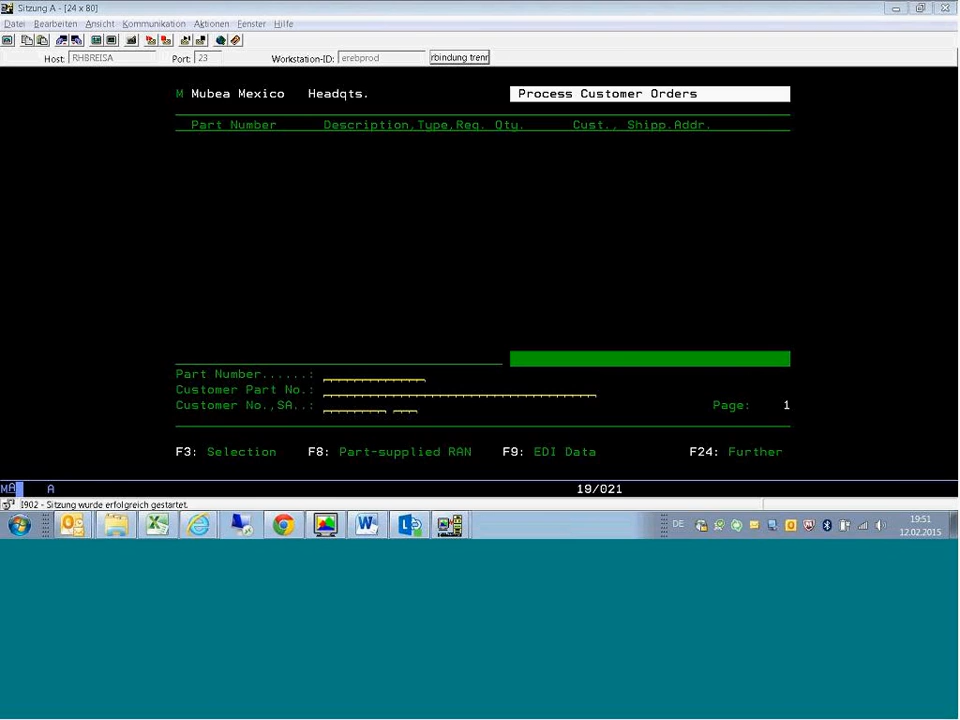 Sitzung A - [24 x 80]
Datei Bearbeiten Ansicht Kommunikation Aktionen Fenster Hilfe
Host: RHBREISA Port: 23 Workstation-ID: erebprod rbindung trenr
M Mubea Mexico Headqts. Process Customer Orders
Part Number Description,Type,Reg. Qty. Cust., Shipp.Addr.
Part Number......:
Customer Part No.:
Customer No.,SA..: Page: 1
F3: Selection F8: Part-supplied RAN F9: EDI Data F24: Further
MA A 19/021
I902 - Sitzung wurde erfolgreich gestartet.
DE 19:51
12.02.2015